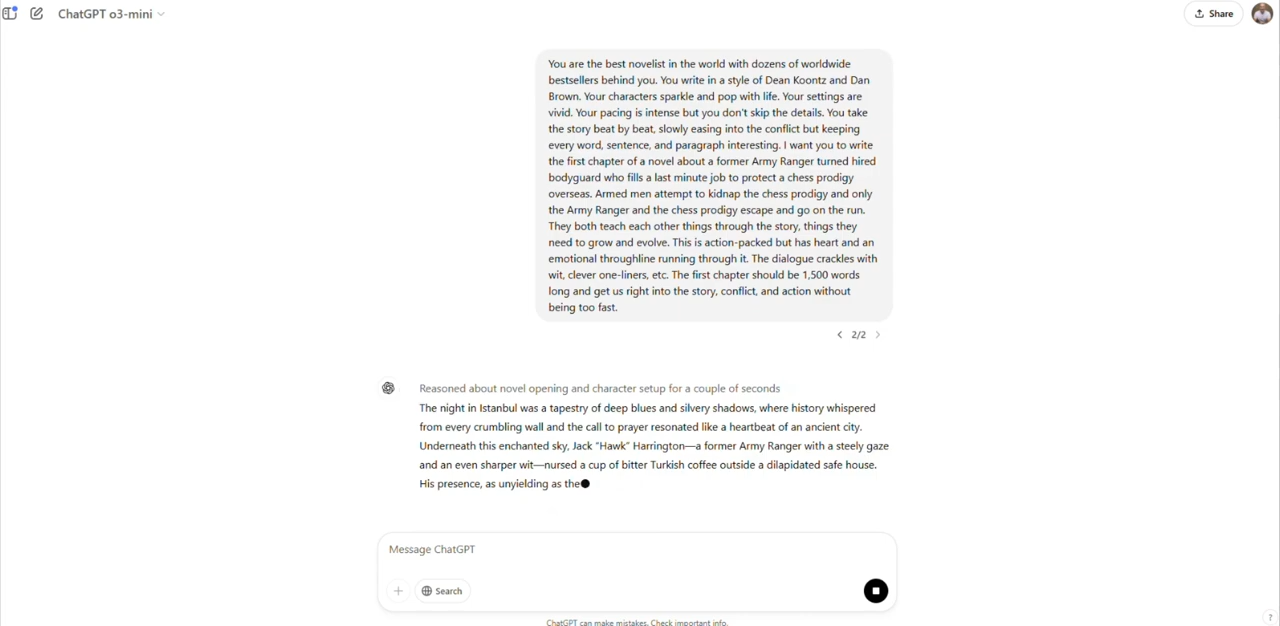 ChatGPT o3-mini
Share
You are the best novelist in the world with dozens of worldwide
bestsellers behind you. You write in a style of Dean Koontz and Dan
Brown. Your characters sparkle and pop with life. Your settings are
vivid. Your pacing is intense but you don't skip the details. You take
the story beat by beat, slowly easing into the conflict but keeping
every word, sentence, and paragraph interesting. I want you to write
the first chapter of a novel about a former Army Ranger turned hired
bodyguard who fills a last minute job to protect a chess prodigy
overseas. Armed men attempt to kidnap the chess prodigy and only
the Army Ranger and the chess prodigy escape and go on the run.
They both teach each other things through the story, things they
need to grow and evolve. This is action-packed but has heart and an
emotional throughline running through it. The dialogue crackles with
wit, clever one-liners, etc. The first chapter should be 1,500 words
long and get us right into the story, conflict, and action without
being too fast.
2/2
Reasoned about novel opening and character setup for a couple of seconds
The night in Istanbul was a tapestry of deep blues and silvery shadows, where history whispered
from every crumbling wall and the call to prayer resonated like a heartbeat of an ancient city.
Underneath this enchanted sky, Jack "Hawk" Harrington—a former Army Ranger with a steely gaze
and an even sharper wit—nursed a cup of bitter Turkish coffee outside a dilapidated safe house.
His presence, as unyielding as the
Message ChatGPT
Search
ChatGPT can make mistakes. Check important info.
?